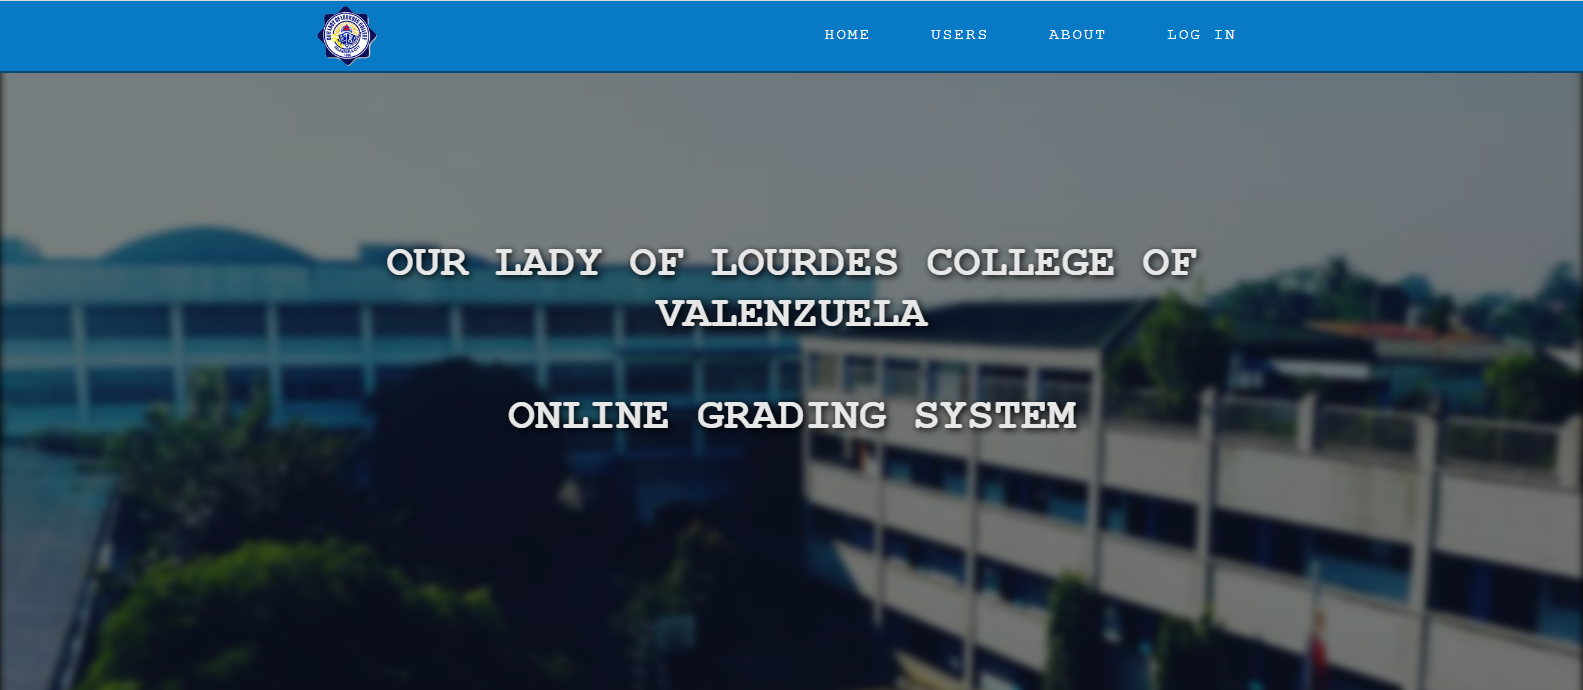 HOME USERS ABOUT LOG IN
OUR LADY OF LOURDES COLLEGE OF
VALENZUELA
ONLINE GRADING SYSTEM